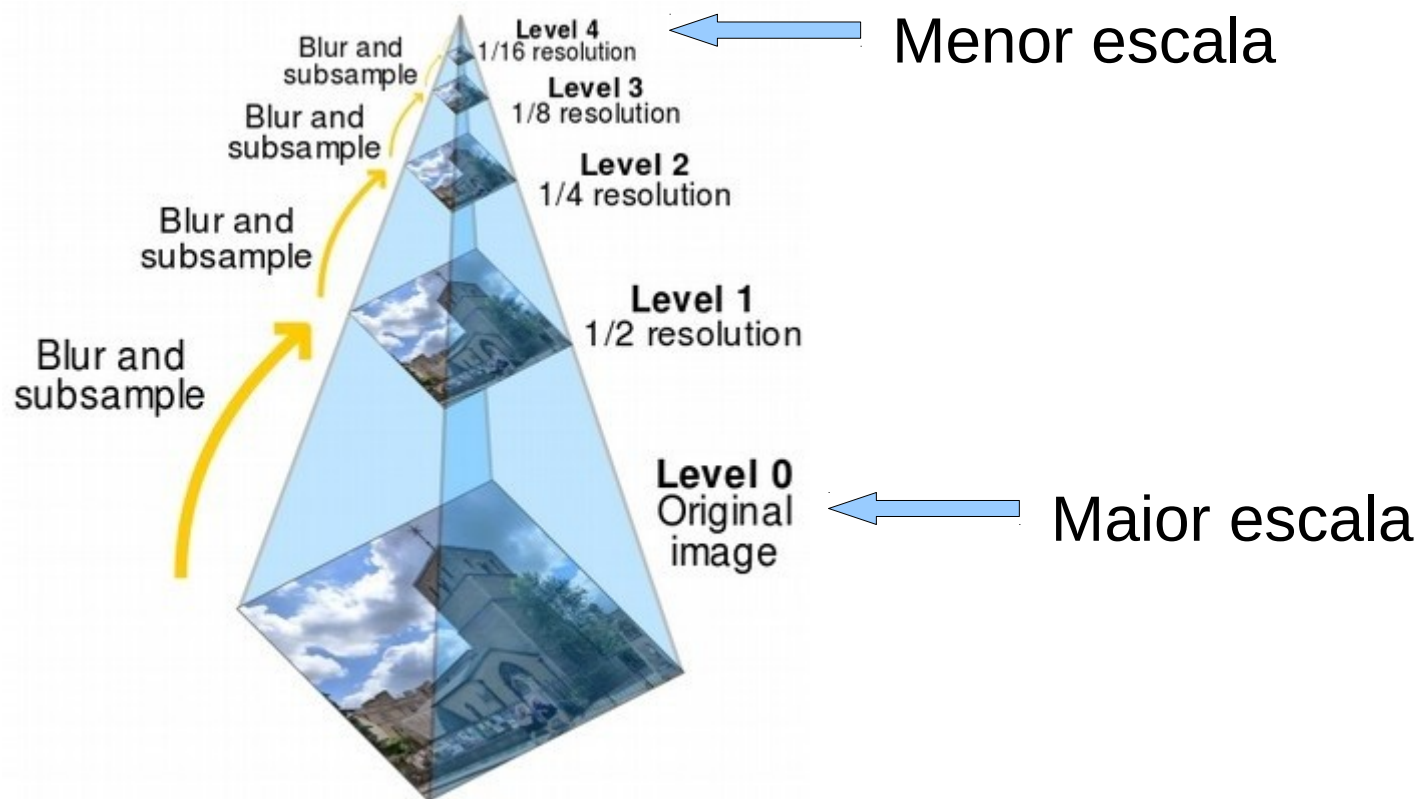 Level 4
1/16 resolution
Menor escala
Blur and
subsample
Level 3
1/8 resolution
Blur and
subsample
Level 2
1/4 resolution
Blur and
subsample
Level 1
1/2 resolution
Blur and
subsample
Level 0
Original
image
Maior escala